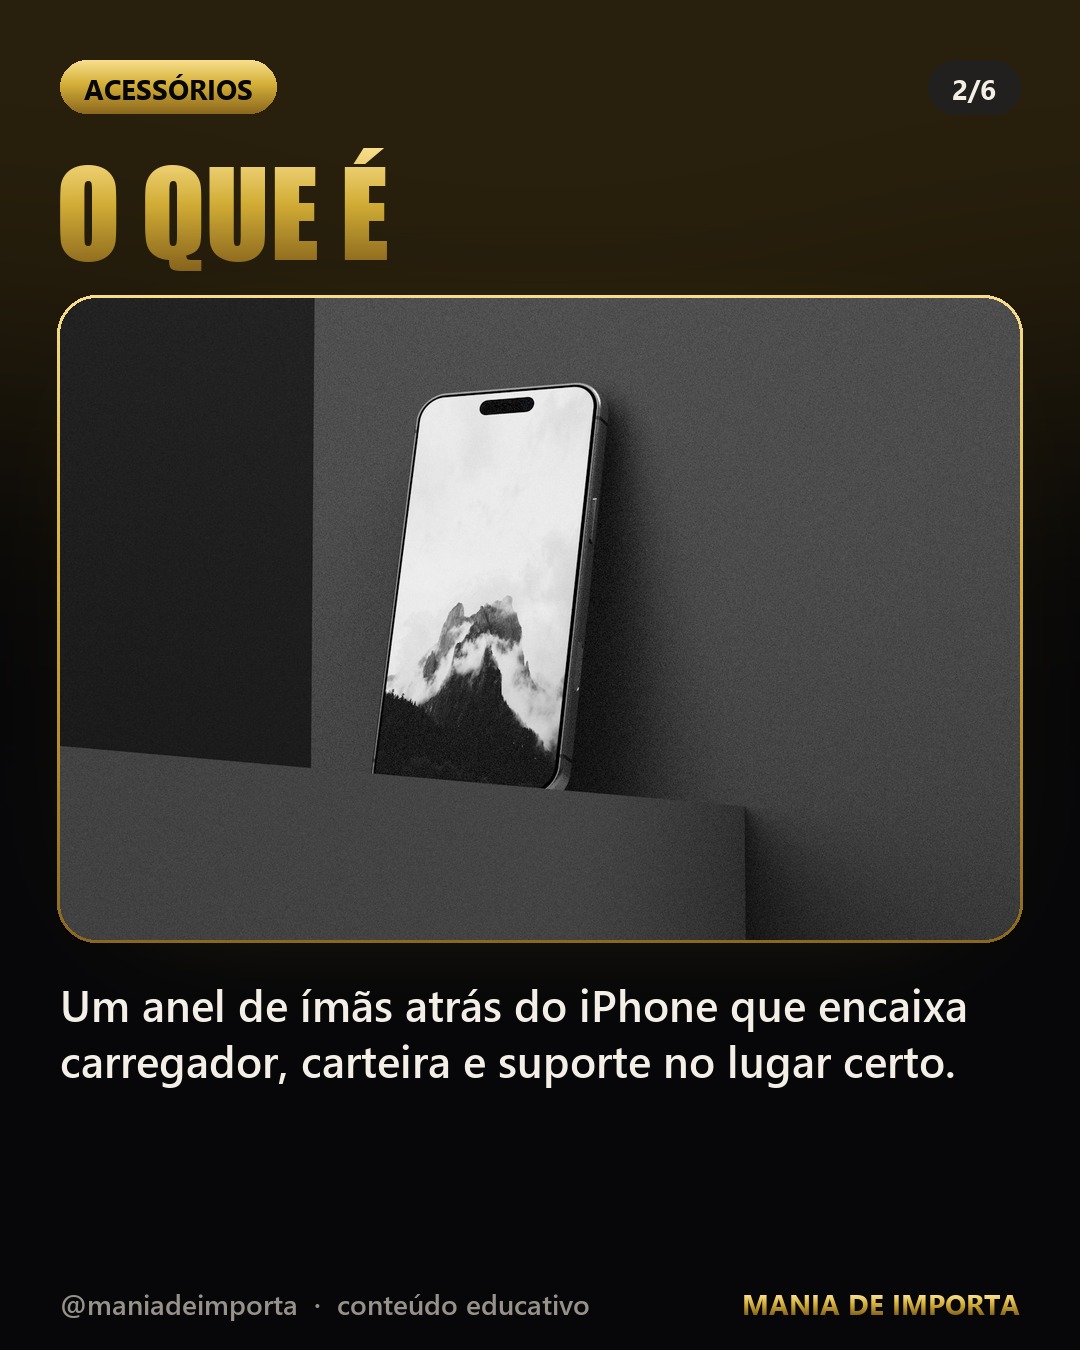 ACESSÓRIOS
2/6
O QUE É
Um anel de ímãs atrás do iPhone que encaixa
carregador, carteira e suporte no lugar certo.
@maniadeimporta · conteúdo educativo
MANIA DE IMPORTA